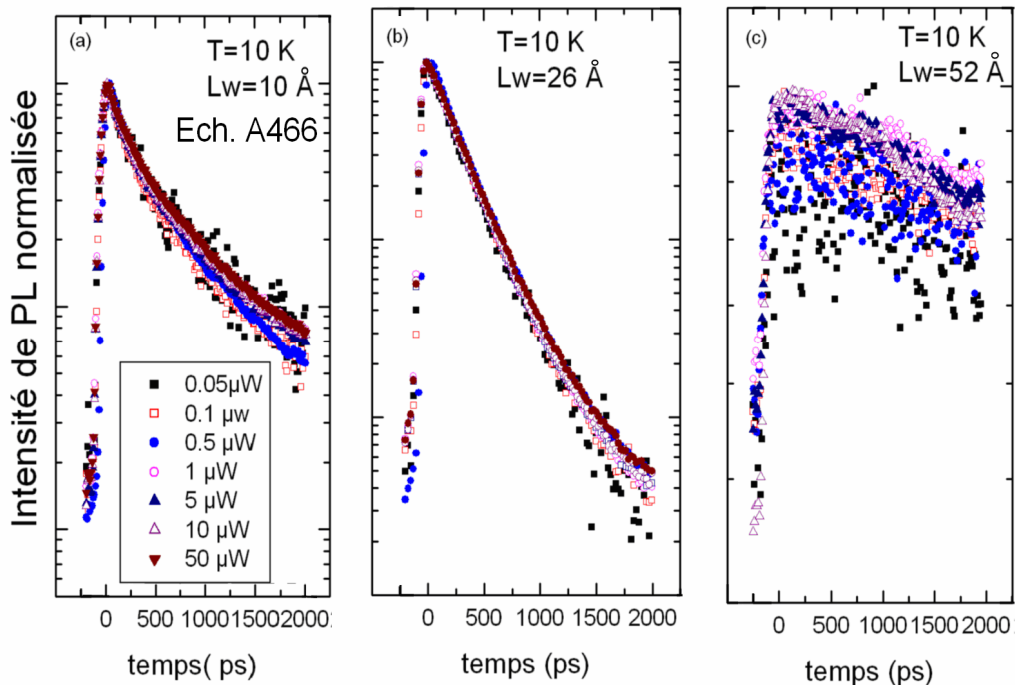 Intensité de PL normalisée
(a)
T=10 K
Lw=10 Å
Ech. A466
0.05µW
0.1 µw
0.5 µW
1 µW
5 µW
10 µW
50 µW
0 500 1000 1500 2000
temps( ps)
(b)
T=10 K
Lw=26 Å
0 500 1000 1500 2000
temps (ps)
(c)
T=10 K
Lw=52 Å
0 500 1000 1500 2000
temps (ps)